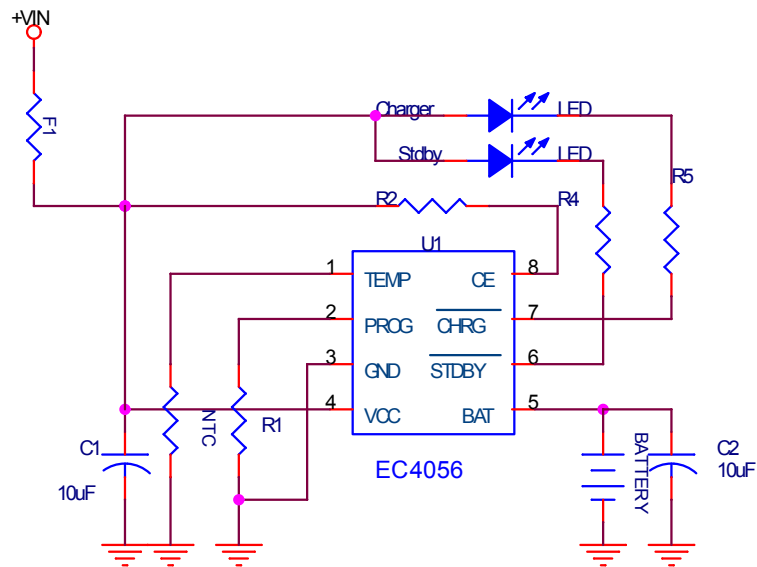 +VIN
F1
Charger
LED
Stdby
LED
R2
R4
R5
U1
1
TEMP
CE
8
2
PROG
CHRG
7
3
GND
STDBY
6
4
VCC
BAT
5
NTC
R1
C1
10uF
EC4056
BATTERY
C2
10uF